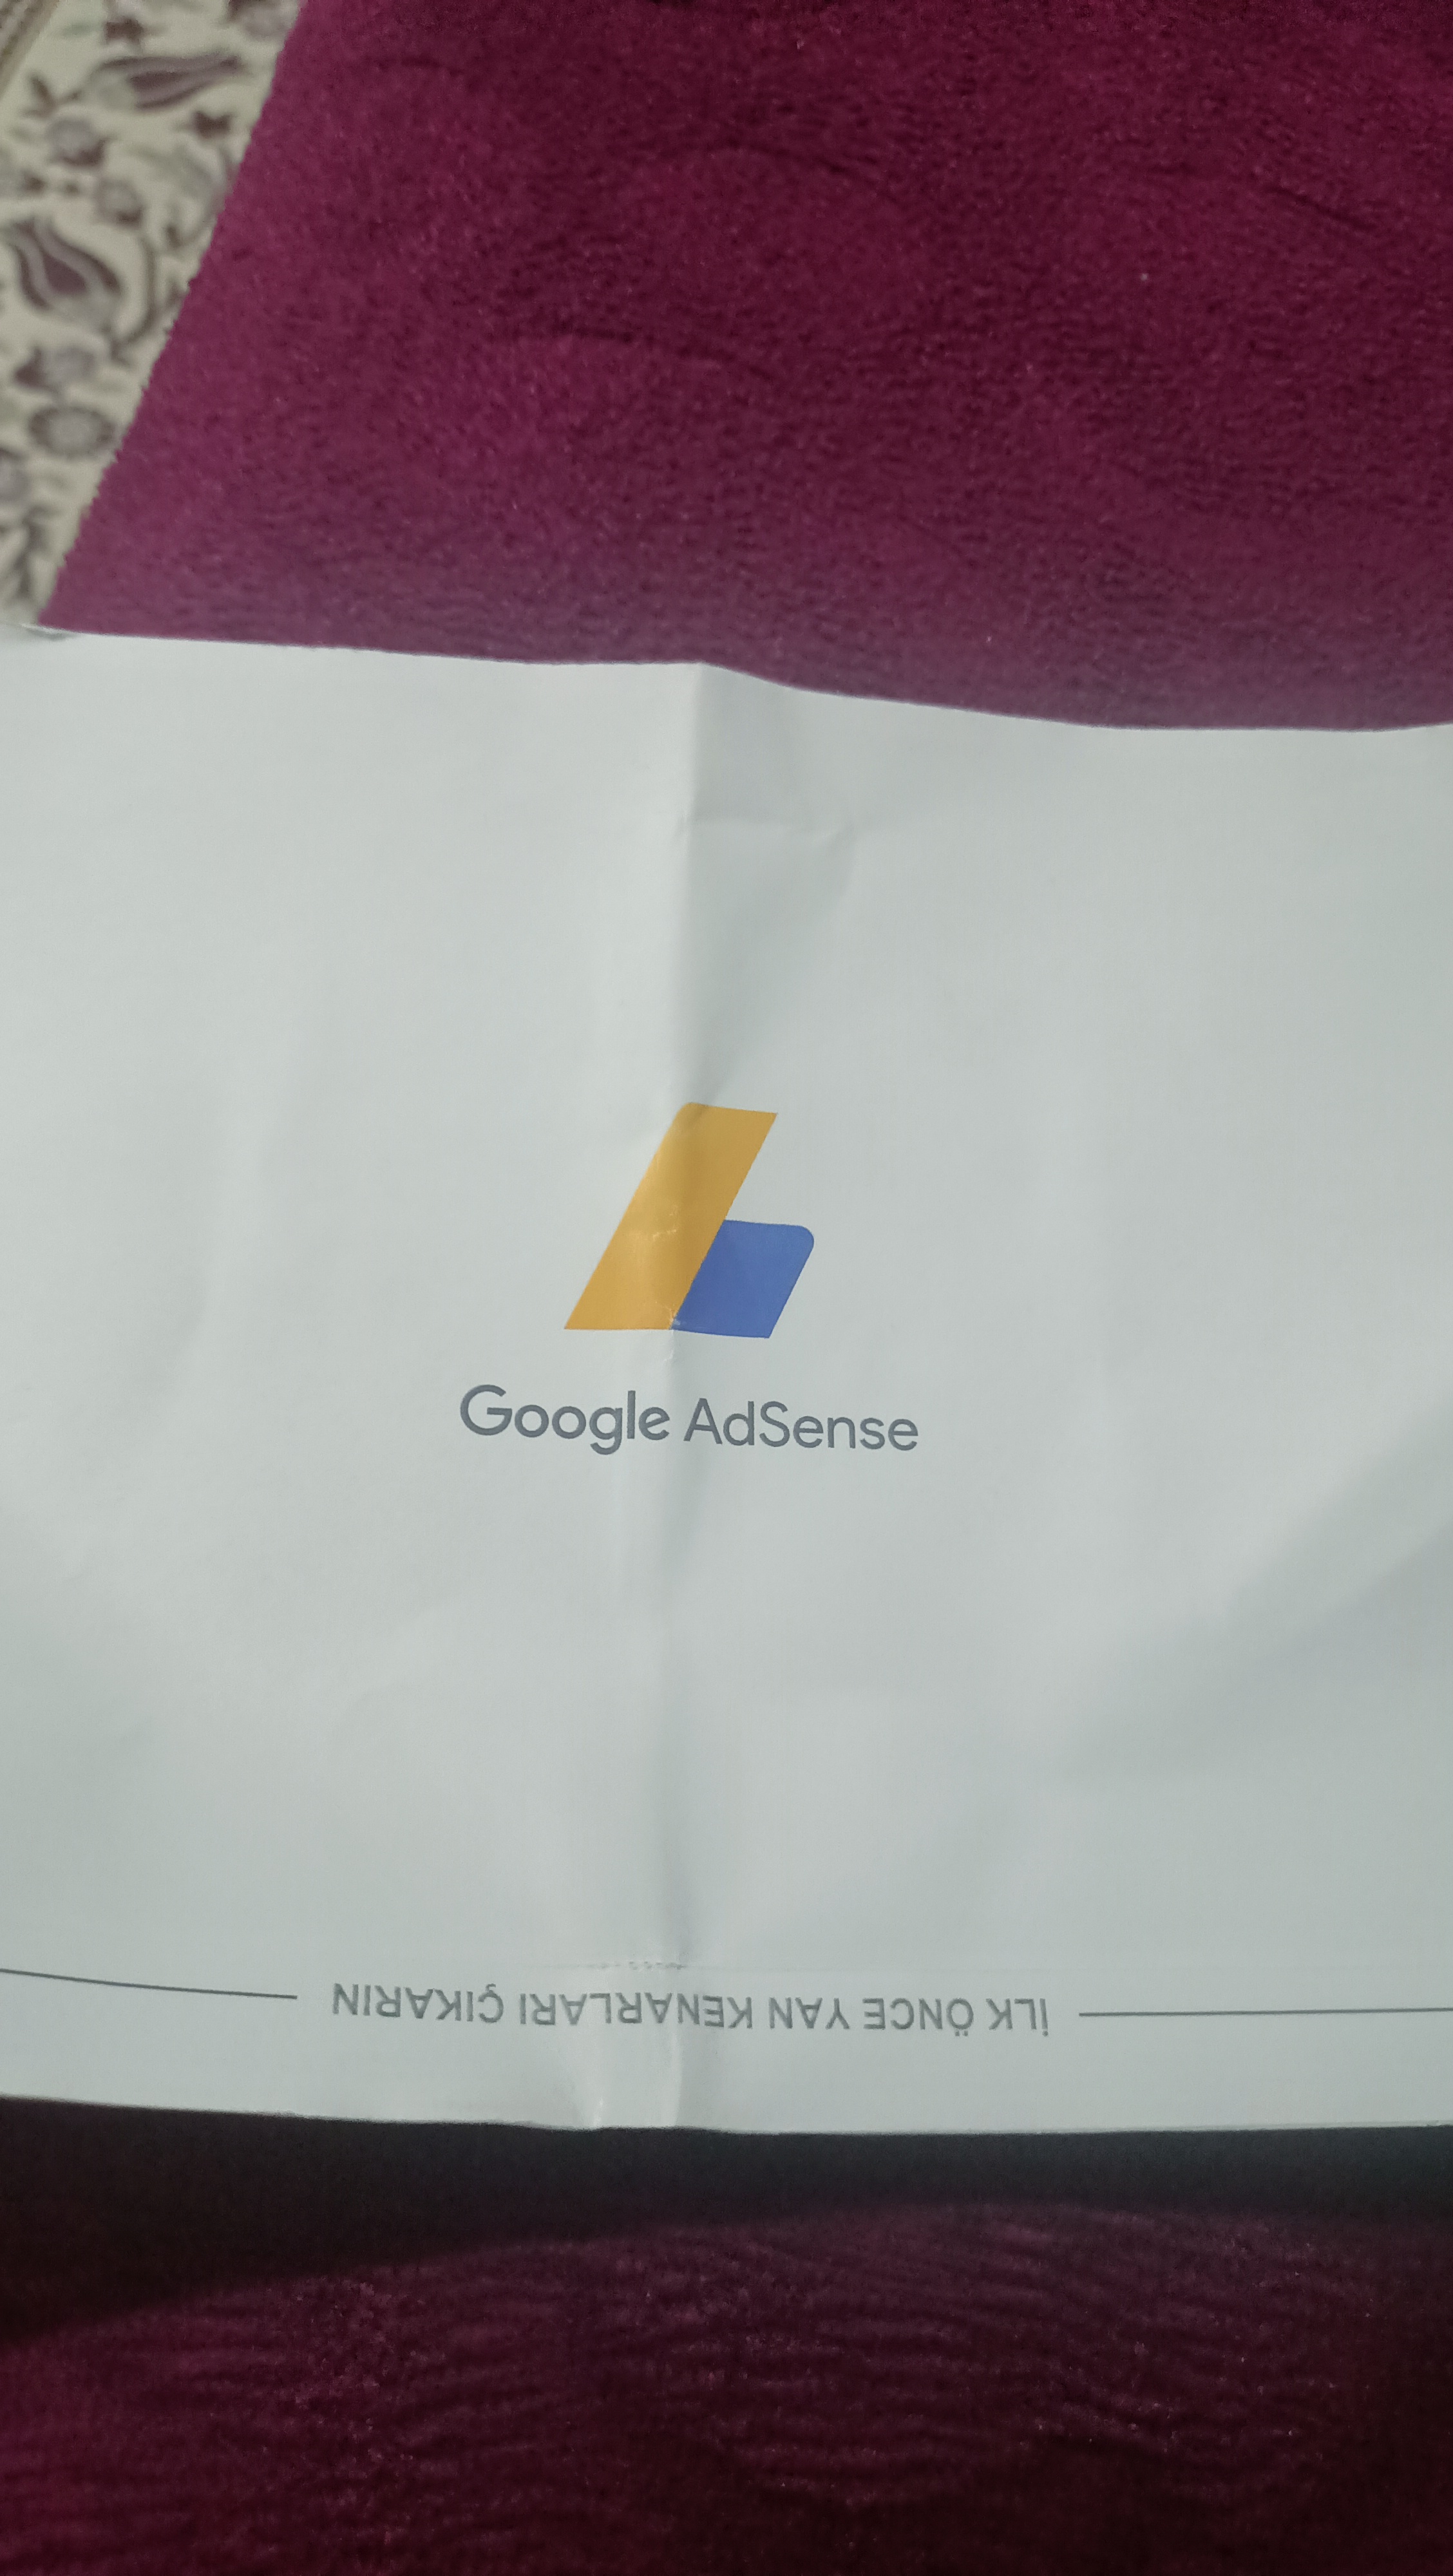 Google AdSense
İLK ÖNCE YAN KENARLARI ÇIKARIN